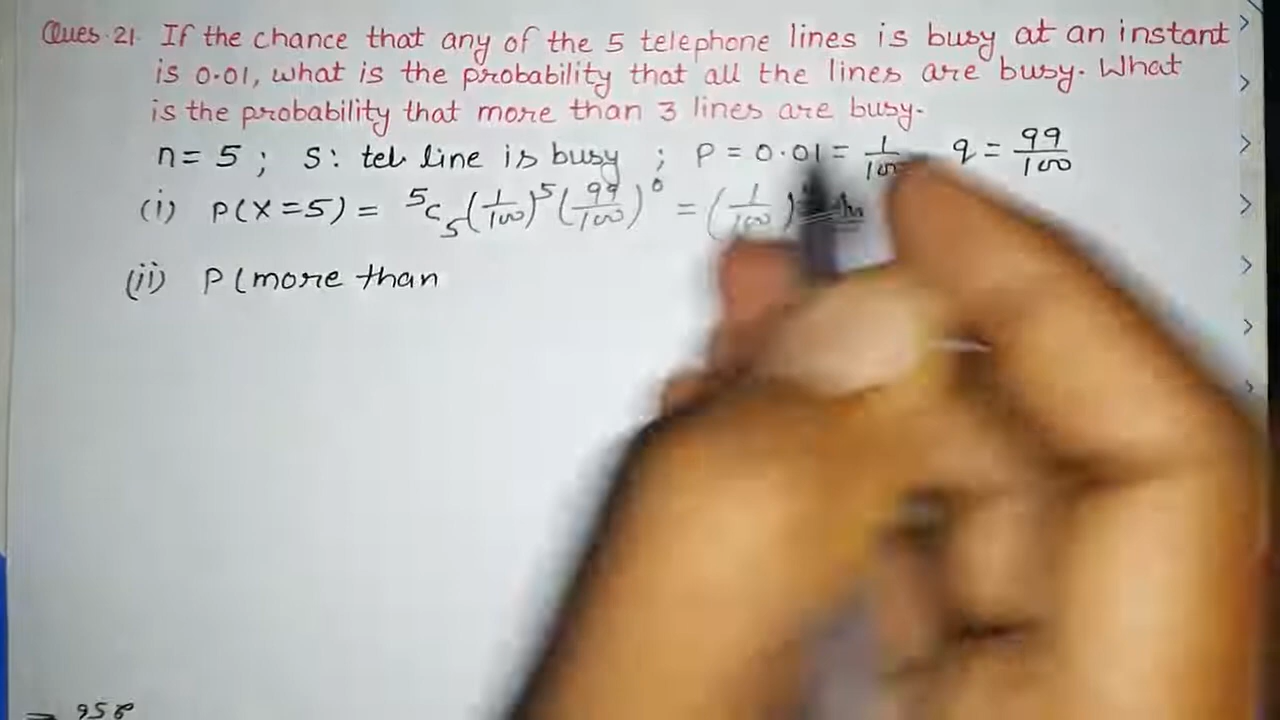 Ques. 21. If the chance that any of the 5 telephone lines is busy at an instant
is 0.01, what is the probability that all the lines are busy. What
is the probability that more than 3 lines are busy.
n = 5 ; S : tel. line is busy ; P = 0.01 = 1/100 q = 99/100
(i) P(X=5) = ⁵C₅ (1/100)⁵ (99/100)⁰ = (1/100)
(ii) P(more than